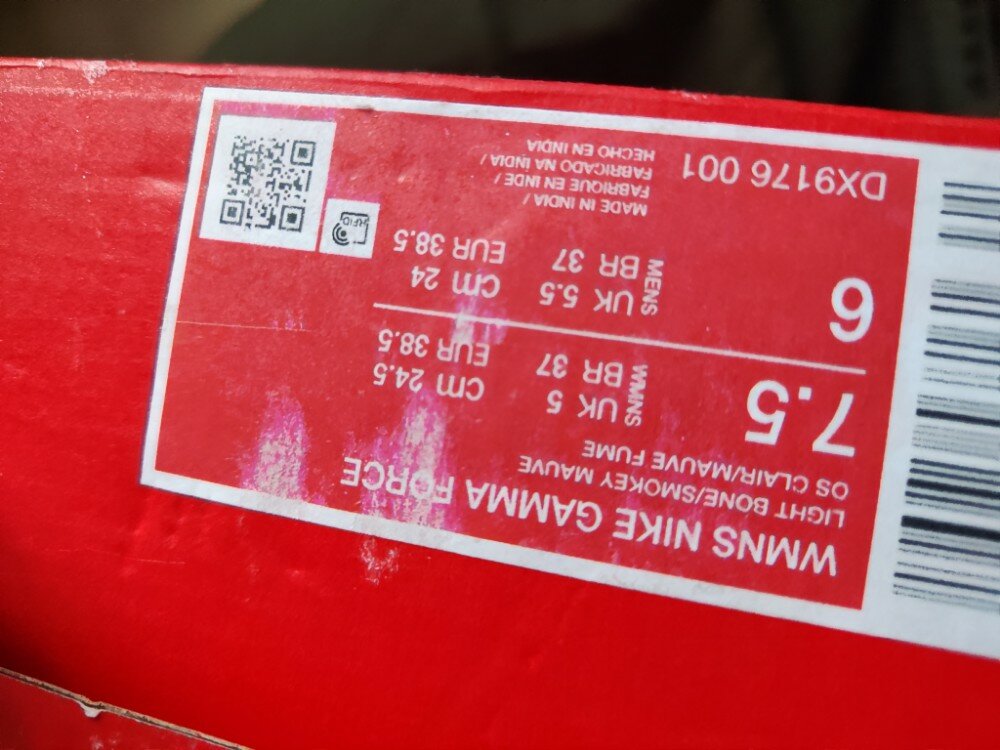 WMNS NIKE GAMMA FORCE
LIGHT BONE/SMOKEY MAUVE
OS CLAIR/MAUVE FUME
7.5
WMNS
UK 5
BR 37
cm 24.5
EUR 38.5
6
MENS
UK 5.5
BR 37
cm 24
EUR 38.5
DX9176 001
MADE IN INDIA /
FABRIQUE EN INDE /
FABRICADO NA INDIA /
HECHO EN INDIA
RFID